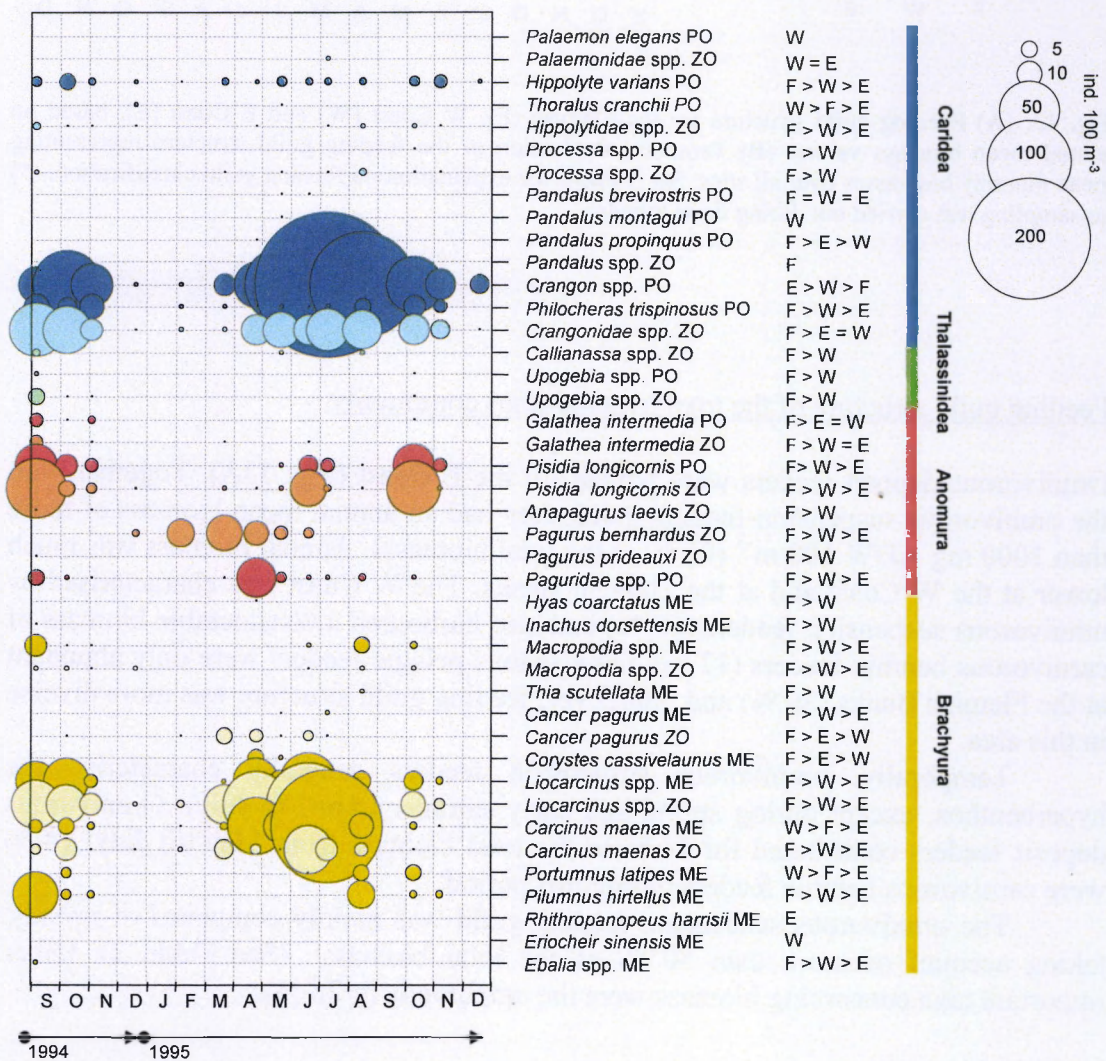 Palaemon elegans PO W
Palaemonidae spp. ZO W = E
Hippolyte varians PO F > W > E
Thoralus cranchii PO W > F > E
Hippolytidae spp. ZO F > W > E
Processa spp. PO F > W
Processa spp. ZO F > W
Pandalus brevirostris PO F = W = E
Pandalus montagui PO W
Pandalus propinquus PO F > E > W
Pandalus spp. ZO F
Crangon spp. PO E > W > F
Philocheras trispinosus PO F > W > E
Crangonidae spp. ZO F > E = W
Callianassa spp. ZO F > W
Upogebia spp. PO F > W
Upogebia spp. ZO F > W
Galathea intermedia PO F > E = W
Galathea intermedia ZO F > W = E
Pisidia longicornis PO F > W > E
Pisidia longicornis ZO F > W > E
Anapagurus laevis ZO F > W
Pagurus bernhardus ZO F > W > E
Pagurus prideauxi ZO F
Paguridae spp. PO F > W > E
Hyas coarctatus ME F > W
Inachus dorsettensis ME F > W
Macropodia spp. ME F > W > E
Macropodia spp. ZO F > W > E
Thia scutellata ME F > W
Cancer pagurus ME F > W > E
Cancer pagurus ZO F > E > W
Corystes cassivelaunus ME F > E > W
Liocarcinus spp. ME F > W > E
Liocarcinus spp. ZO F > W > E
Carcinus maenas ME W > F > E
Carcinus maenas ZO F > W > E
Portumnus latipes ME W > F > E
Pilumnus hirtellus ME F > W > E
Rhithropanopeus harrisii ME E
Eriocheir sinensis ME W
Ebalia spp. ME F > W > E
Caridea
Thalassinidea
Anomura
Brachyura
5
10
50
100
200
ind. 1000 m-3
S O N D J F M A M J J A S O N D
1994 1995